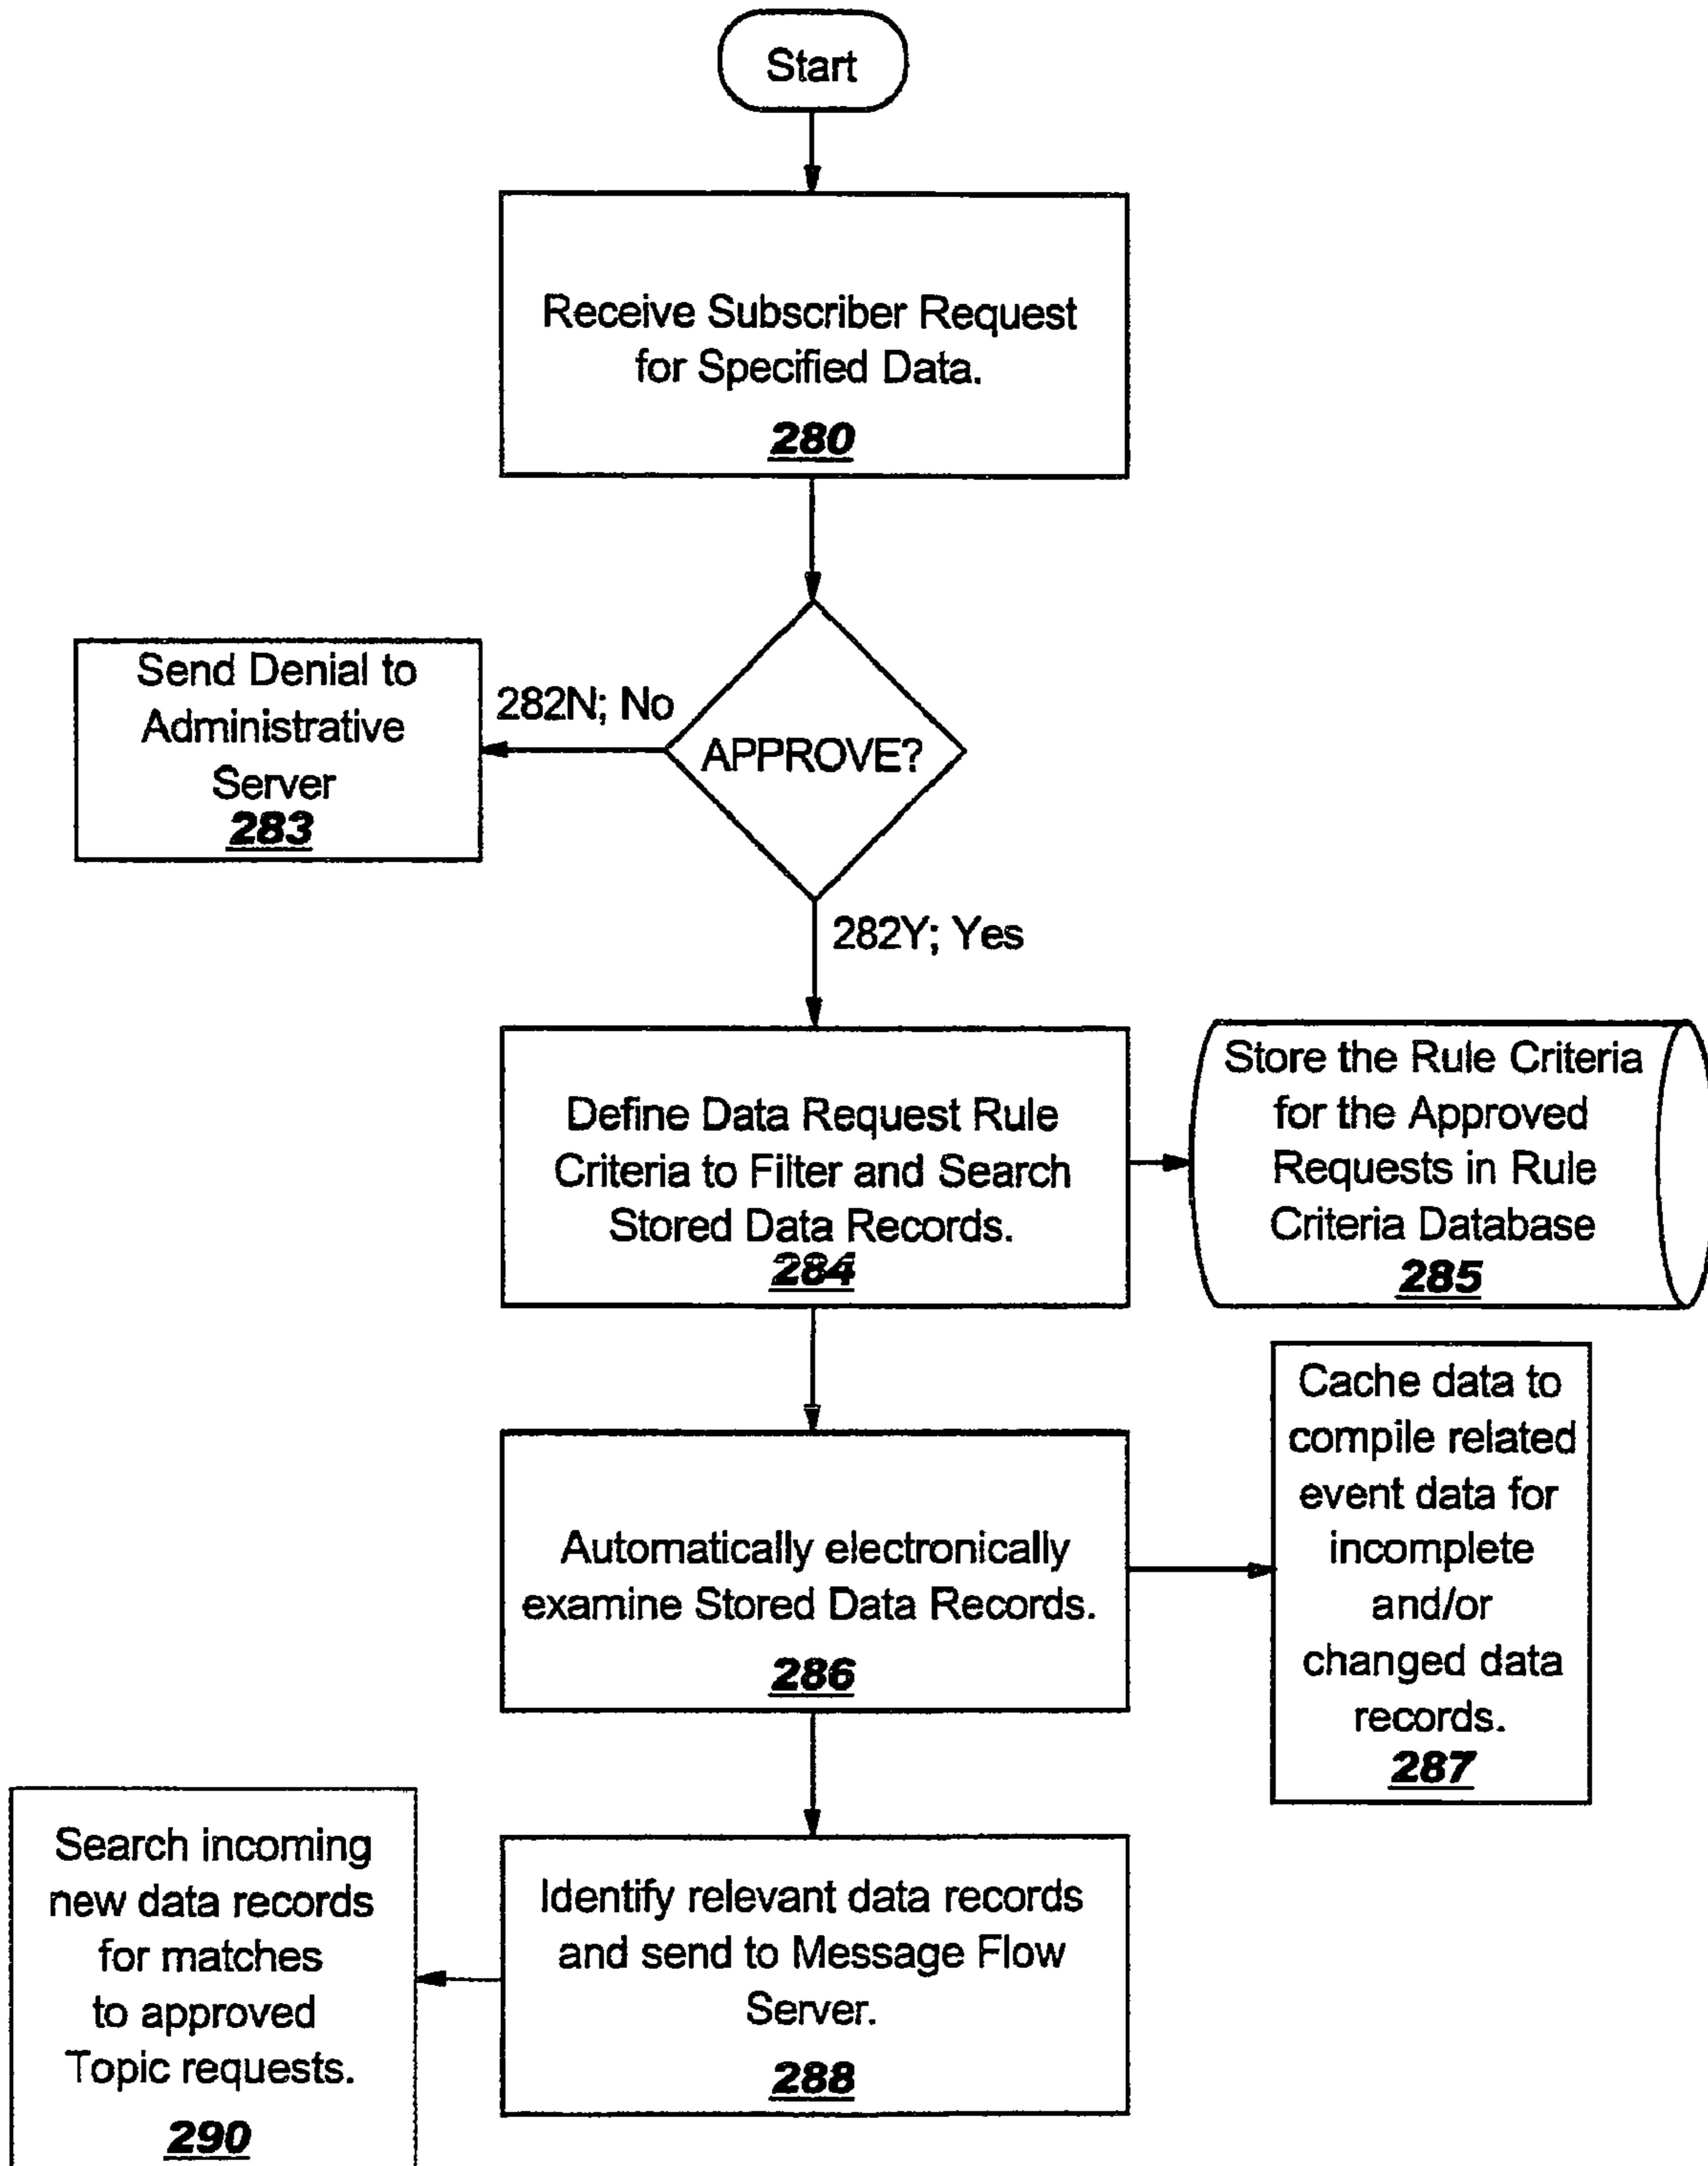 Start
Receive Subscriber Request
for Specified Data.
280
Send Denial to
Administrative
Server
283
282N; No
APPROVE?
282Y; Yes
Define Data Request Rule
Criteria to Filter and Search
Stored Data Records.
284
Store the Rule Criteria
for the Approved
Requests in Rule
Criteria Database
285
Automatically electronically
examine Stored Data Records.
286
Cache data to
compile related
event data for
incomplete
and/or
changed data
records.
287
Identify relevant data records
and send to Message Flow
Server.
288
Search incoming
new data records
for matches
to approved
Topic requests.
290